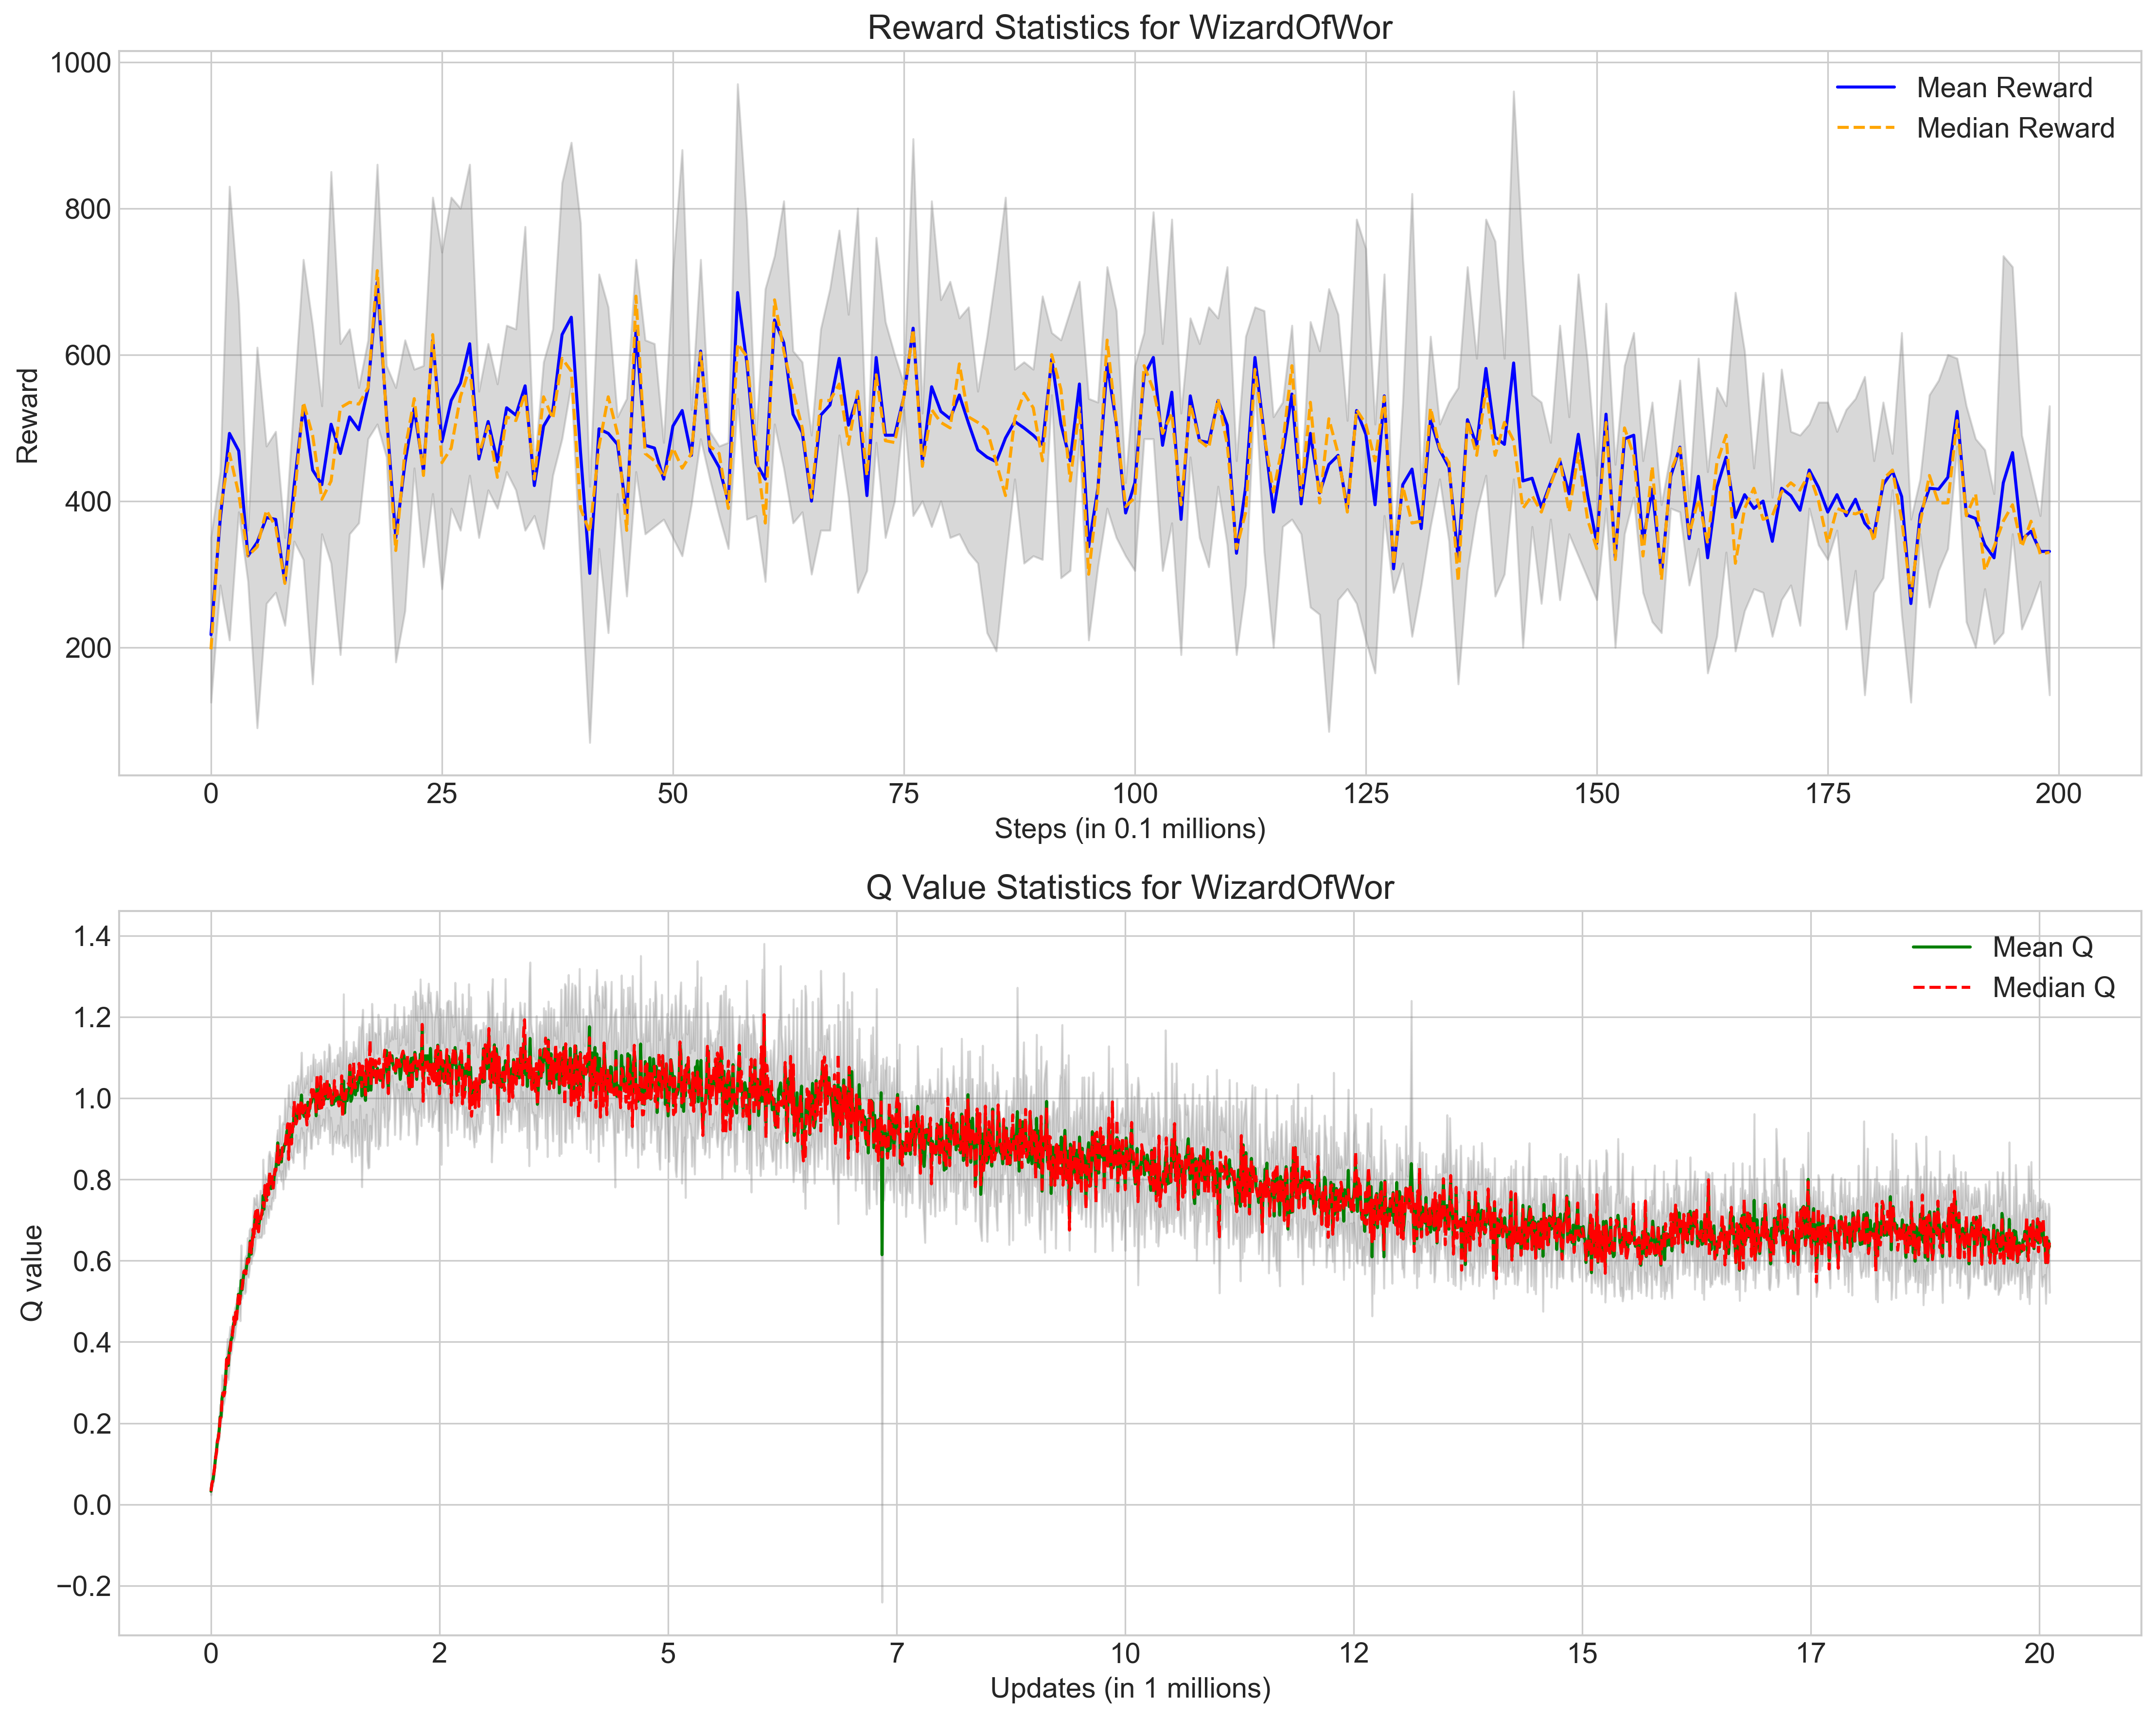 Reward Statistics for WizardOfWor
1000
800
600
400
200
Reward
Mean Reward
Median Reward
0 25 50 75 100 125 150 175 200
Steps (in 0.1 millions)
Q Value Statistics for WizardOfWor
1.4
1.2
1.0
0.8
0.6
0.4
0.2
0.0
−0.2
Q value
Mean Q
Median Q
0 2 5 7 10 12 15 17 20
Updates (in 1 millions)